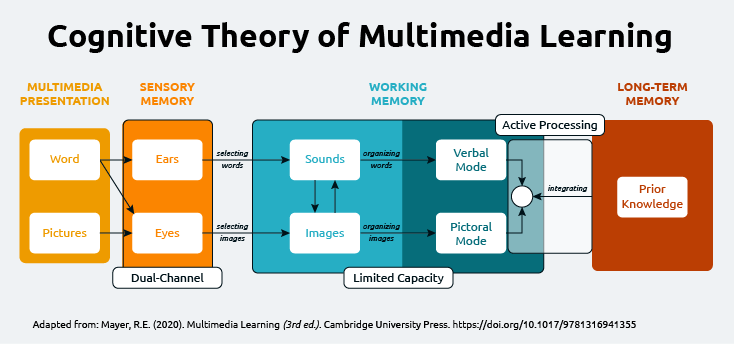 Cognitive Theory of Multimedia Learning
MULTIMEDIA
PRESENTATION
SENSORY
MEMORY
WORKING
MEMORY
LONG-TERM
MEMORY
Active Processing
Word
Ears
selecting
words
Sounds
organizing
words
Verbal
Mode
integrating
Prior
Knowledge
Pictures
Eyes
selecting
images
Images
organizing
images
Pictoral
Mode
Dual-Channel
Limited Capacity
Adapted from: Mayer, R.E. (2020). Multimedia Learning (3rd ed.). Cambridge University Press. https://doi.org/10.1017/9781316941355